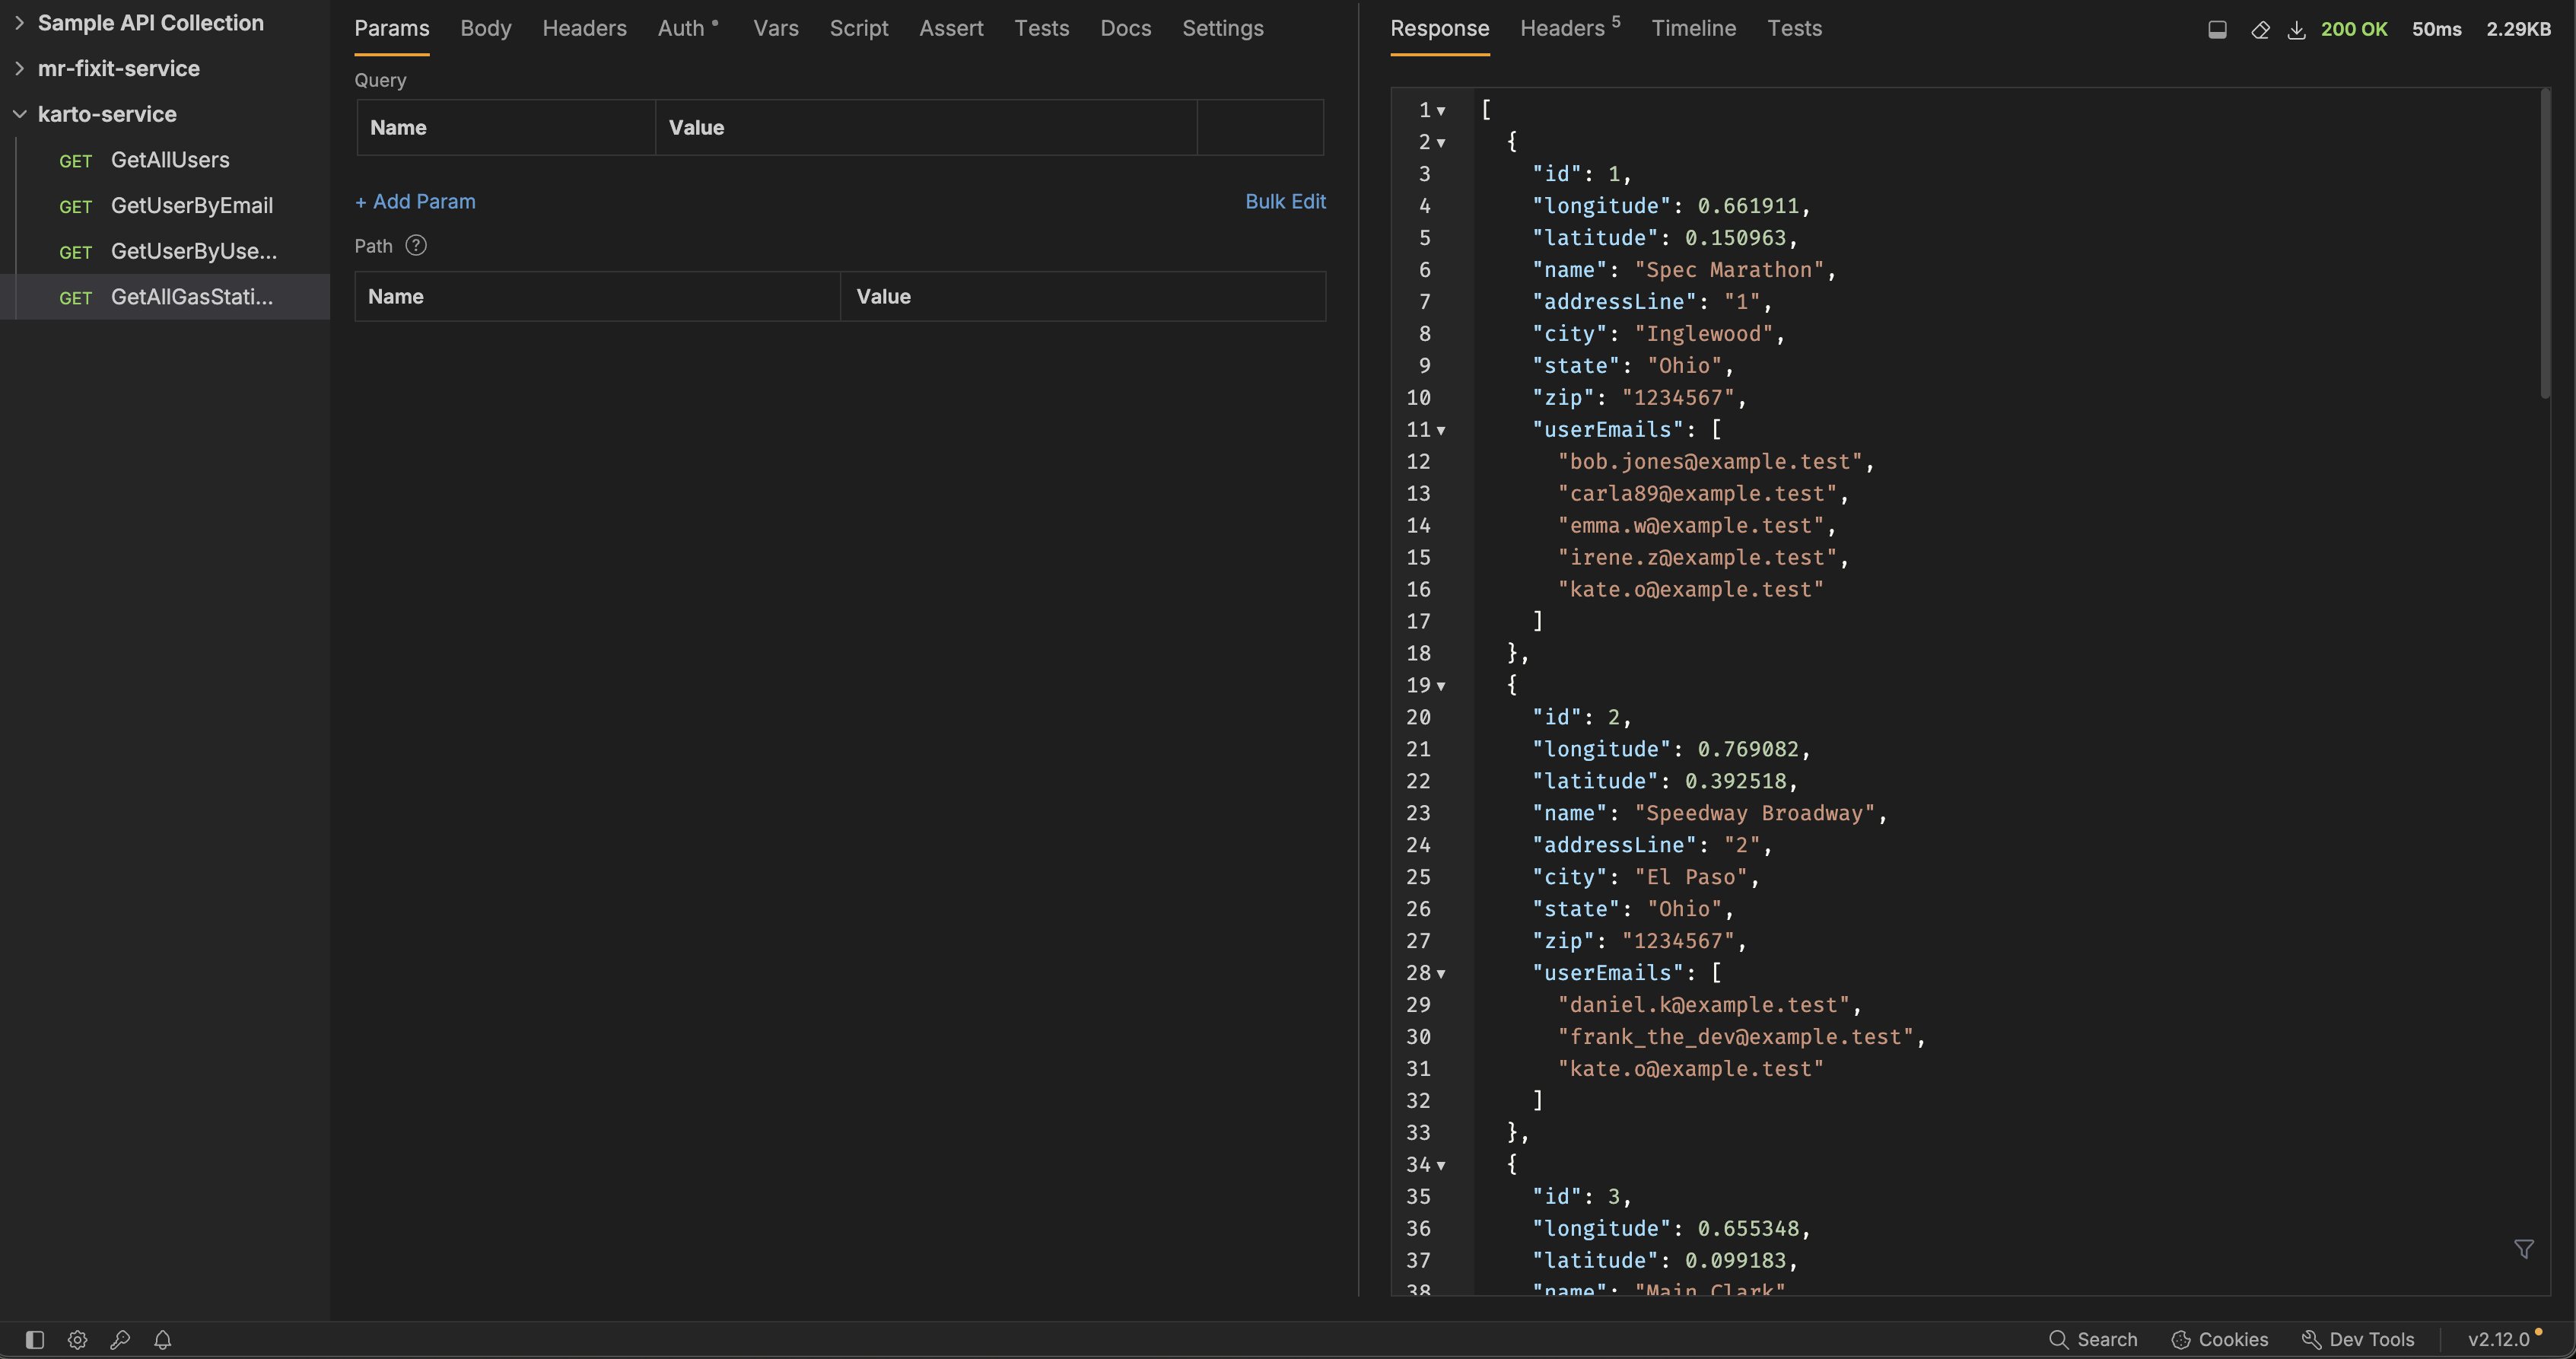 Sample API Collection
mr-fixit-service
karto-service
GET GetAllUsers
GET GetUserByEmail
GET GetUserByUse...
GET GetAllGasStati...
Params Body Headers Auth Vars Script Assert Tests Docs Settings
Query
Name Value
+ Add Param Bulk Edit
Path ?
Name Value
Response Headers 5 Timeline Tests 200 OK 50ms 2.29KB
1 [
2 {
3 "id": 1,
4 "longitude": 0.661911,
5 "latitude": 0.150963,
6 "name": "Spec Marathon",
7 "addressLine": "1",
8 "city": "Inglewood",
9 "state": "Ohio",
10 "zip": "1234567",
11 "userEmails": [
12 "bob.jones@example.test",
13 "carla89@example.test",
14 "emma.w@example.test",
15 "irene.z@example.test",
16 "kate.o@example.test"
17 ]
18 },
19 {
20 "id": 2,
21 "longitude": 0.769082,
22 "latitude": 0.392518,
23 "name": "Speedway Broadway",
24 "addressLine": "2",
25 "city": "El Paso",
26 "state": "Ohio",
27 "zip": "1234567",
28 "userEmails": [
29 "daniel.k@example.test",
30 "frank_the_dev@example.test",
31 "kate.o@example.test"
32 ]
33 },
34 {
35 "id": 3,
36 "longitude": 0.655348,
37 "latitude": 0.099183,
38 "name": "Main Clark"
Search Cookies Dev Tools v2.12.0